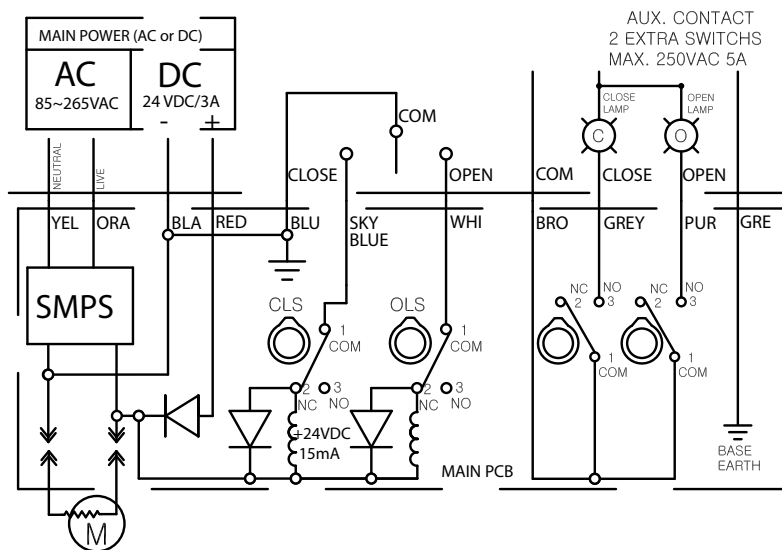 AUX. CONTACT
2 EXTRA SWITCHS
MAX. 250VAC 5A
MAIN POWER (AC or DC)
AC
85~265VAC
DC
24 VDC/3A
- +
COM
CLOSE LAMP
OPEN LAMP
C
O
NEUTRAL
LIVE
CLOSE
OPEN
COM
CLOSE
OPEN
YEL
ORA
BLA
RED
BLU
SKY BLUE
WHI
BRO
GREY
PUR
GRE
SMPS
CLS
1
COM
2
NC
3
NO
OLS
1
COM
2
NC
3
NO
NC
2
NO
3
1
COM
NC
2
NO
3
1
COM
+24VDC
15mA
MAIN PCB
BASE
EARTH
M